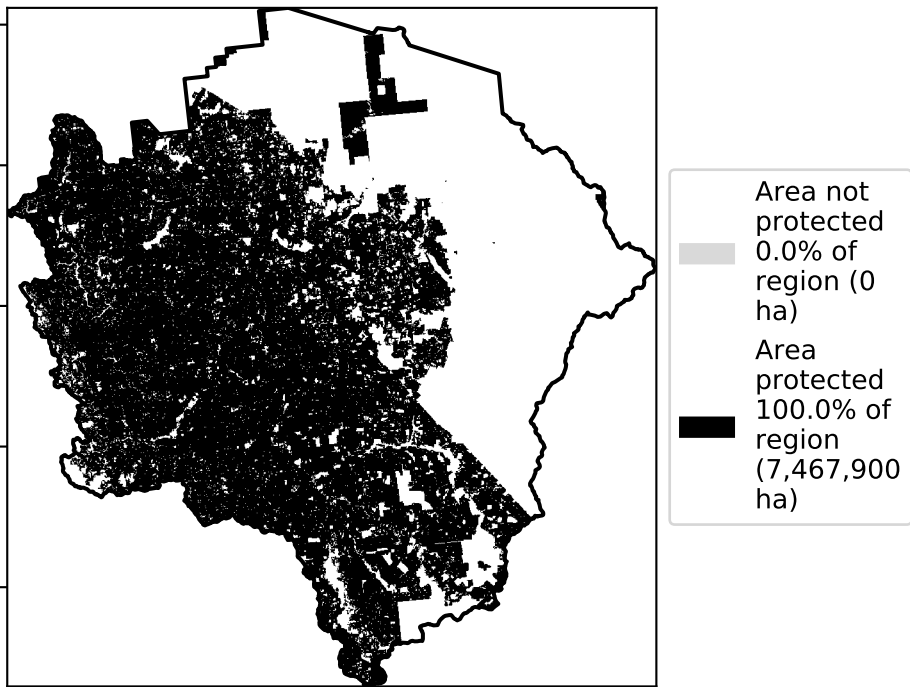 Area not
protected
0.0% of
region (0
ha)
Area
protected
100.0% of
region
(7,467,900
ha)